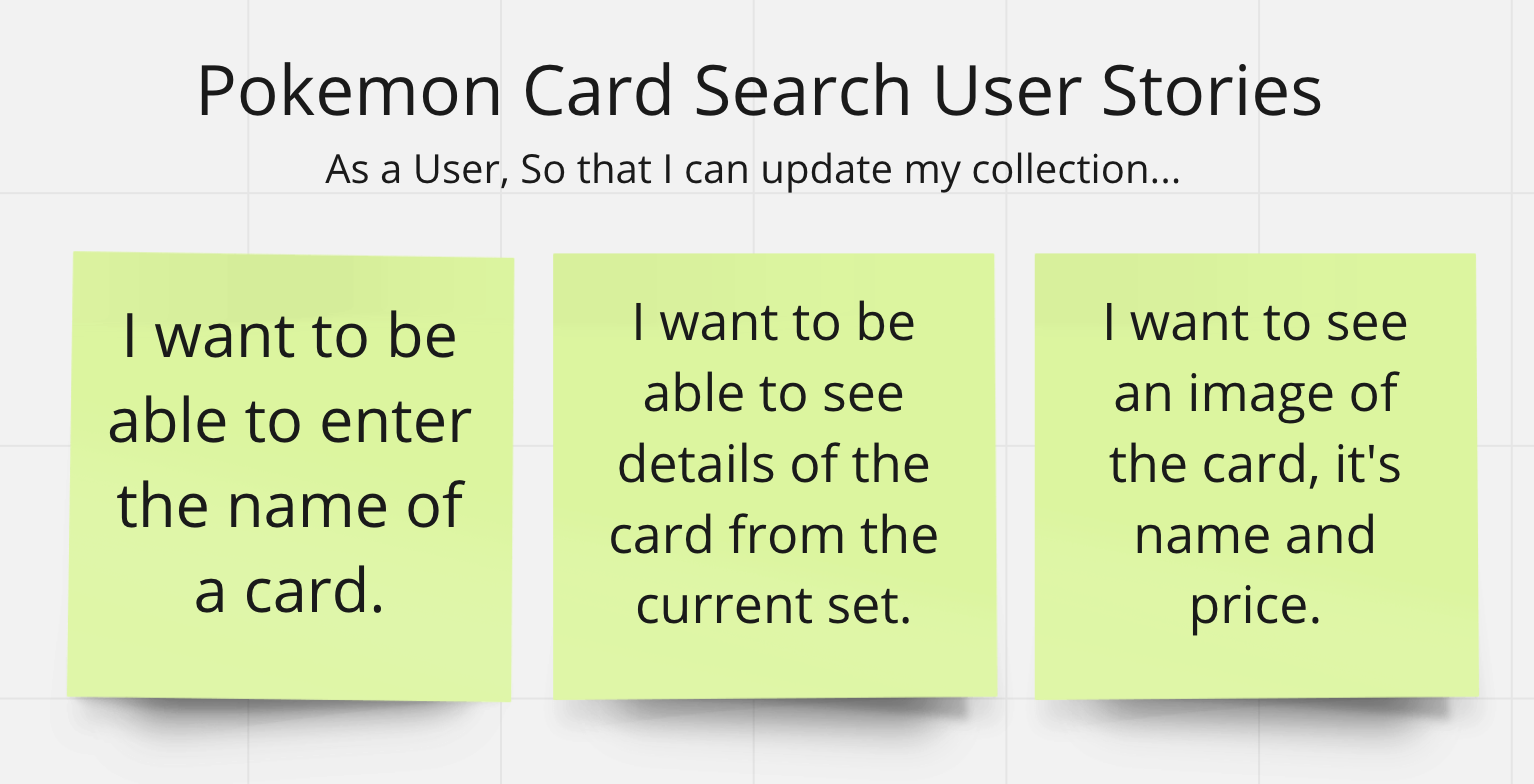 Pokemon Card Search User Stories
As a User, So that I can update my collection...
I want to be
able to enter
the name of
a card.
I want to be
able to see
details of the
card from the
current set.
I want to see
an image of
the card, it's
name and
price.